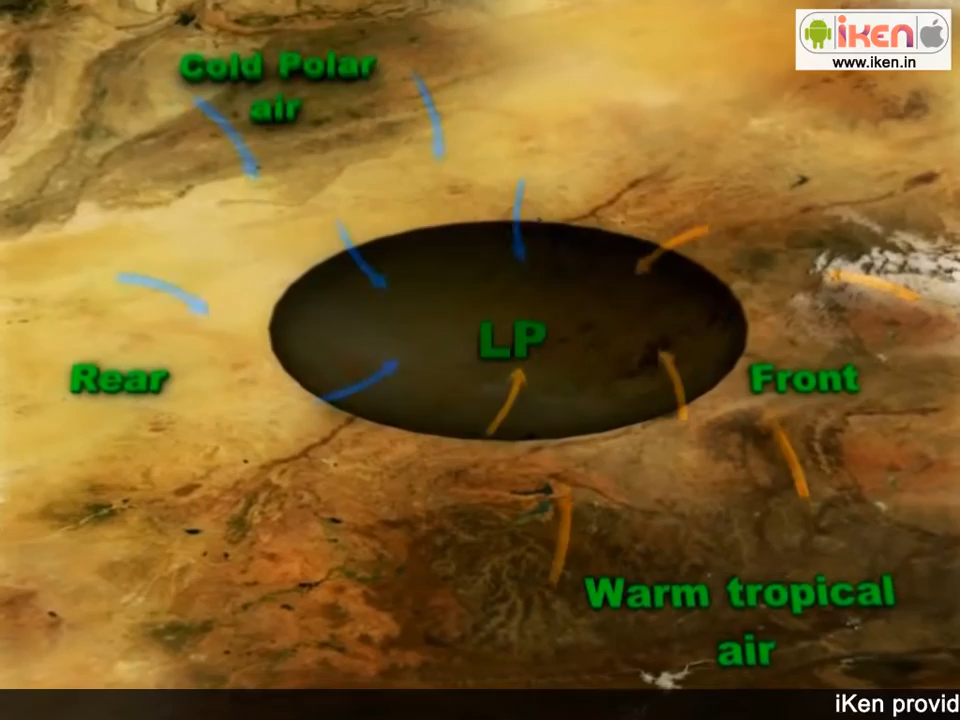 iken
www.iken.in
Cold Polar
air
LP
Rear
Front
Warm tropical
air
iKen provid